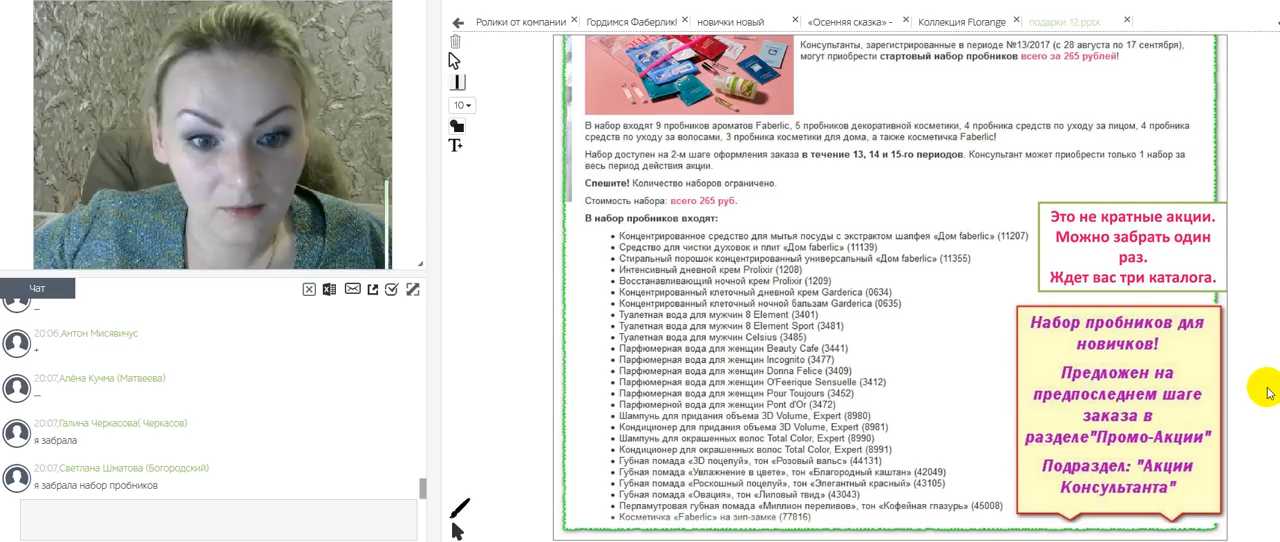 Ролики от компании
Гордимся Фаберлик!
новички новый
«Осенняя сказка» -
Коллекция Florange
подарки 12.pptx
10
Консультанты, зарегистрированные в периоде №13/2017 (с 28 августа по 17 сентября),
могут приобрести стартовый набор пробников всего за 265 рублей!
В набор входят 9 пробников ароматов Faberlic, 5 пробников декоративной косметики, 4 пробника средств по уходу за лицом, 4 пробника
средств по уходу за волосами, 3 пробника косметики для дома, а также косметичка Faberlic!
Набор доступен на 2-м шаге оформления заказа в течение 13, 14 и 15-го периодов. Консультант может приобрести только 1 набор за
весь период действия акции.
Спешите! Количество наборов ограничено.
Стоимость набора: всего 265 руб.
В набор пробников входят:
Концентрированное средство для мытья посуды с экстрактом шалфея «Дом faberlic» (11207)
Средство для чистки духовок и плит «Дом faberlic» (11139)
Стиральный порошок концентрированный универсальный «Дом faberlic» (11355)
Интенсивный дневной крем Prolixir (1208)
Восстанавливающий ночной крем Prolixir (1209)
Концентрированный клеточный дневной крем Garderica (0634)
Концентрированный клеточный ночной бальзам Garderica (0635)
Туалетная вода для мужчин 8 Element (3401)
Туалетная вода для мужчин 8 Element Sport (3481)
Туалетная вода для мужчин Celsius (3485)
Парфюмерная вода для женщин Beauty Cafe (3441)
Парфюмерная вода для женщин Incognito (3477)
Парфюмерная вода для женщин Donna Felice (3409)
Парфюмерная вода для женщин O'Feerique Sensuelle (3412)
Парфюмерная вода для женщин Pour Toujours (3452)
Парфюмерной вода для женщин Pont d'Or (3472)
Шампунь для придания объема 3D Volume, Expert (8980)
Кондиционер для придания объёма 3D Volume, Expert (8981)
Шампунь для окрашенных волос Total Color, Expert (8990)
Кондиционер для окрашенных волос Total Color, Expert (8991)
Губная помада «3D поцелуй», тон «Розовый вальс» (44131)
Губная помада «Увлажнение в цвете», тон «Благородный каштан» (42049)
Губная помада «Роскошный поцелуй», тон «Элегантный красный» (43105)
Губная помада «Овация», тон «Лиловый твид» (43043)
Перламутровая губная помада «Миллион переливов», тон «Кофейная глазурь» (45008)
Косметичка «Faberlic» на зип-замке (77816)
Это не кратные акции.
Можно забрать один
раз.
Ждет вас три каталога.
Набор пробников для
новичков!
Предложен на
предпоследнем шаге
заказа в
разделе"Промо-Акции"
Подраздел: "Акции
Консультанта"
Чат
20:06, Антон Мисявичус
+
20:07, Алёна Кучма (Матвеева)
20:07, Галина Черкасова( Черкасов)
я забрала
20:07, Светлана Шматова (Богородский)
я забрала набор пробников